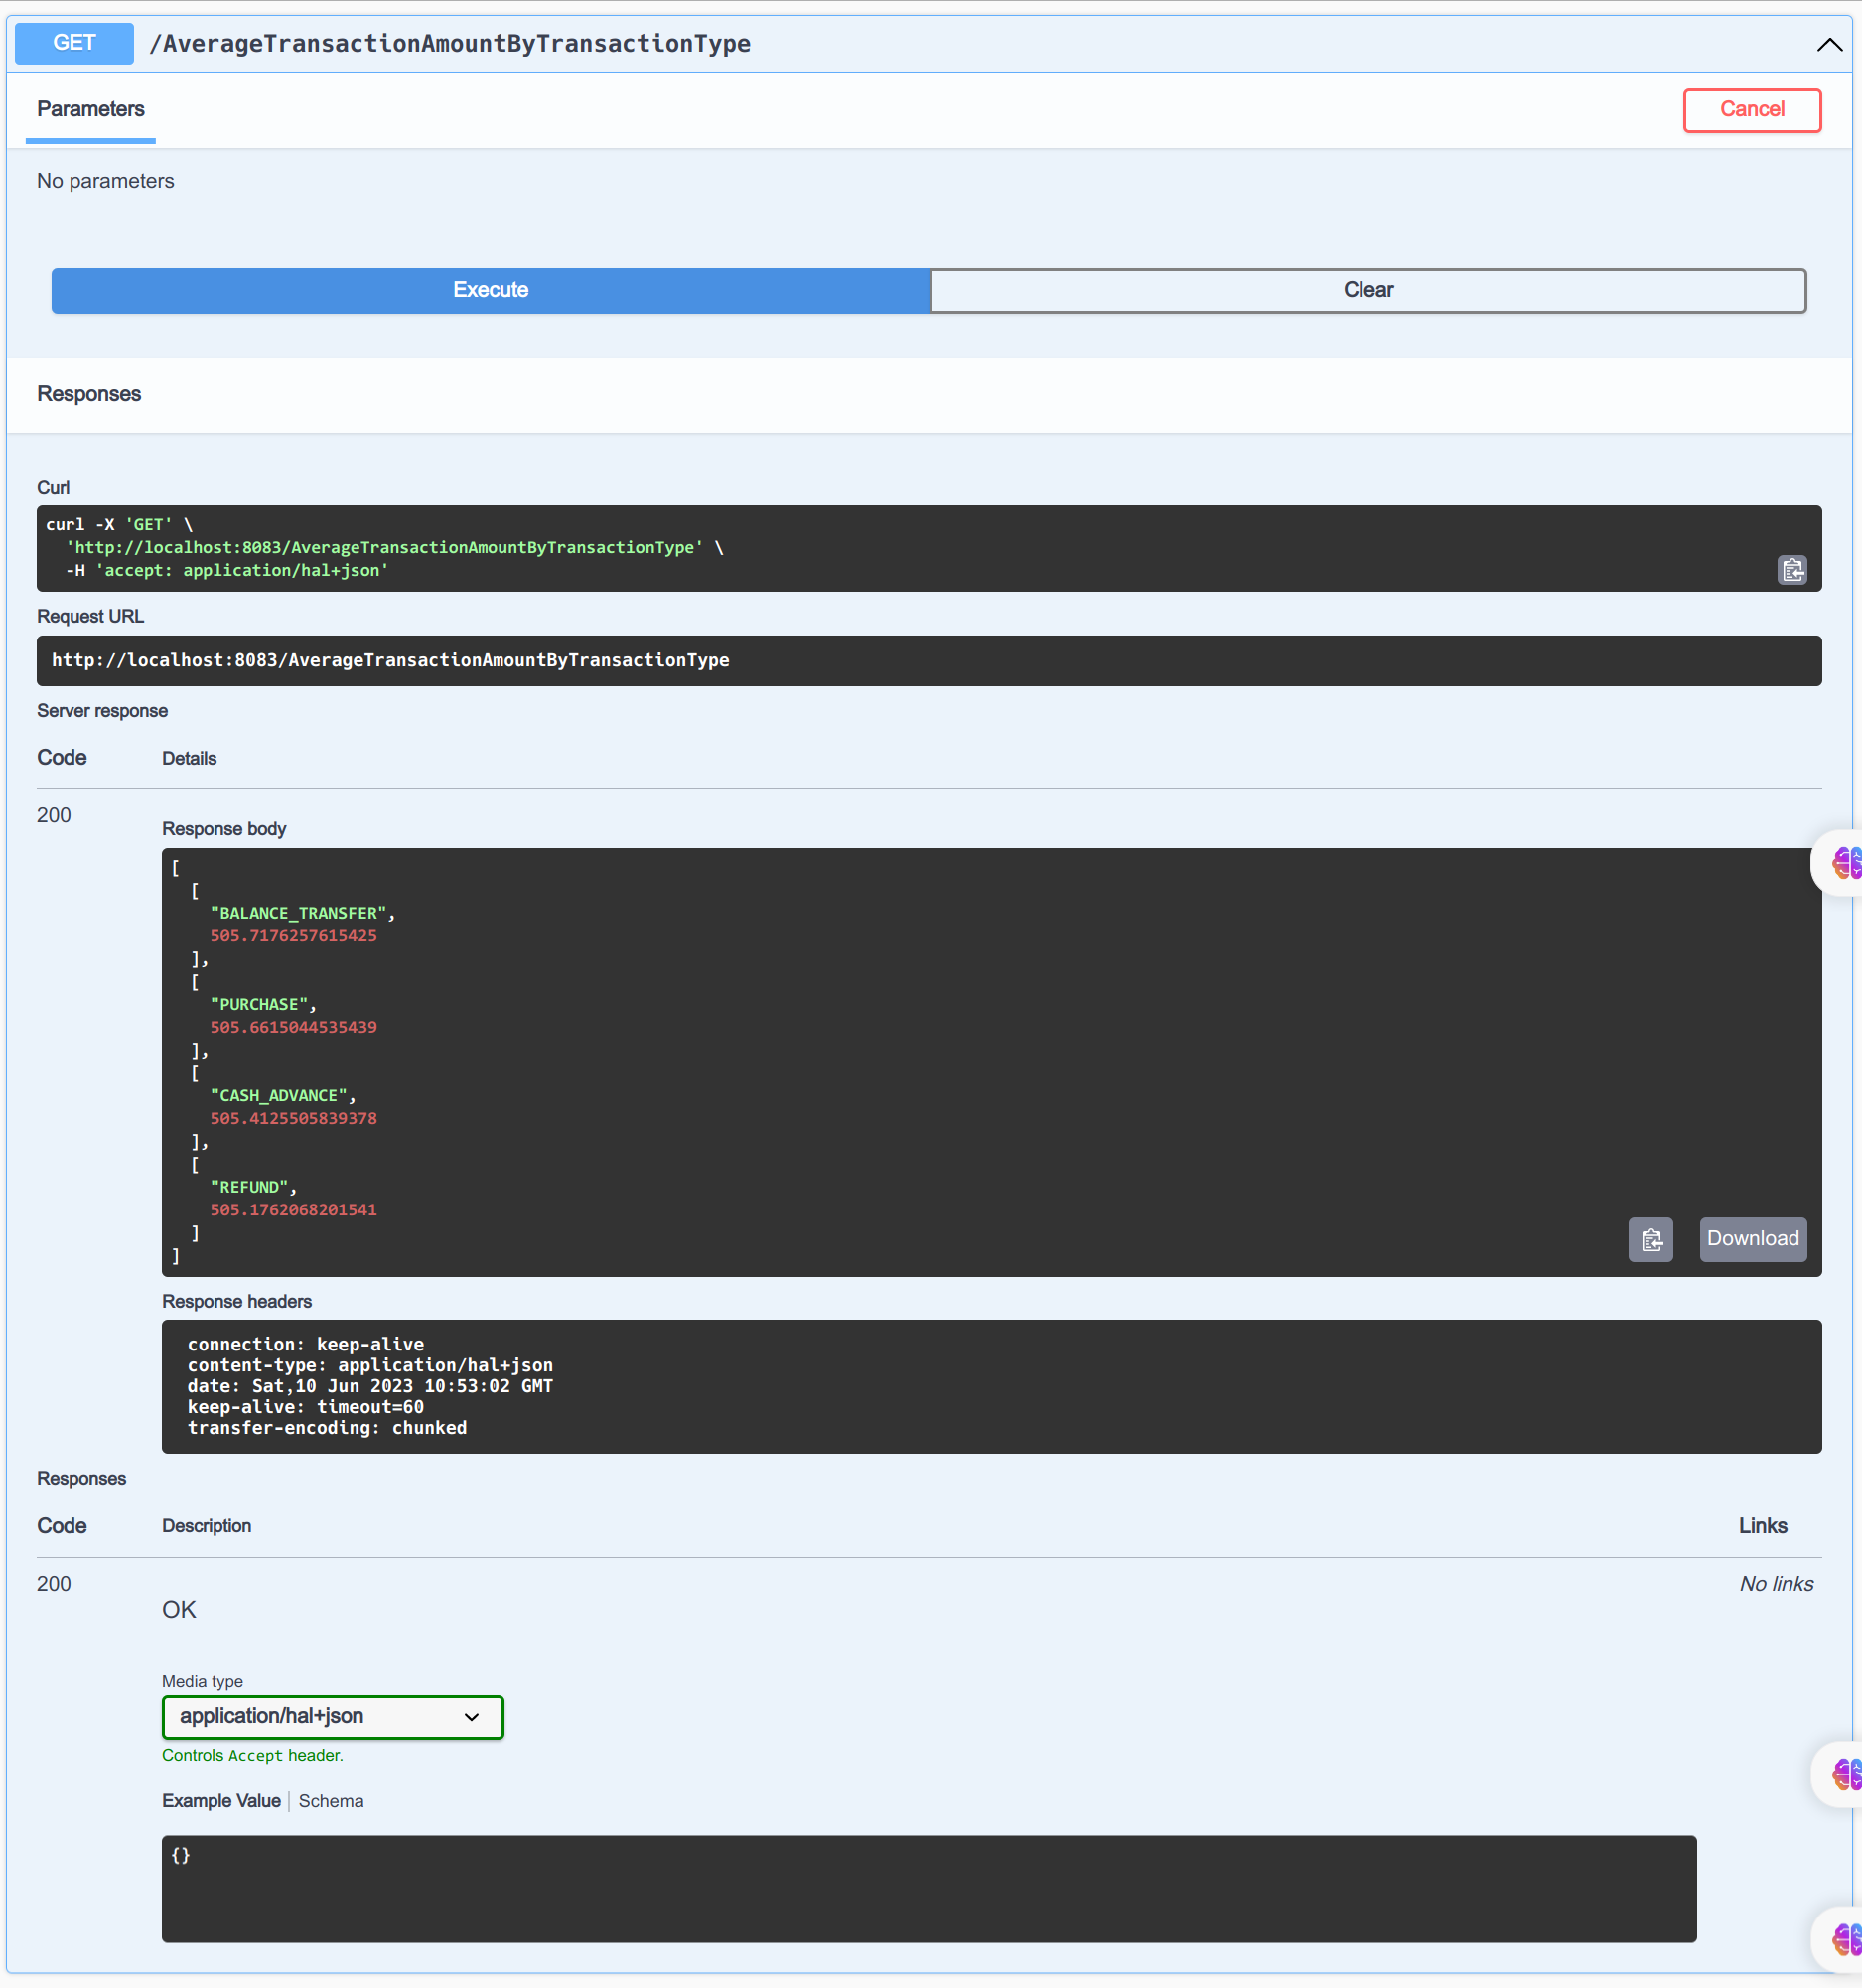 GET /AverageTransactionAmountByTransactionType
Parameters
Cancel
No parameters
Execute
Clear
Responses
Curl
curl -X 'GET' \
  'http://localhost:8083/AverageTransactionAmountByTransactionType' \
  -H 'accept: application/hal+json'
Request URL
http://localhost:8083/AverageTransactionAmountByTransactionType
Server response
Code Details
200
Response body
[
  [
    "BALANCE_TRANSFER",
    505.7176257615425
  ],
  [
    "PURCHASE",
    505.6615044535439
  ],
  [
    "CASH_ADVANCE",
    505.4125505839378
  ],
  [
    "REFUND",
    505.1762068201541
  ]
]
Download
Response headers
connection: keep-alive
content-type: application/hal+json
date: Sat,10 Jun 2023 10:53:02 GMT
keep-alive: timeout=60
transfer-encoding: chunked
Responses
Code Description Links
200 No links
OK
Media type
application/hal+json
Controls Accept header.
Example Value Schema
{}